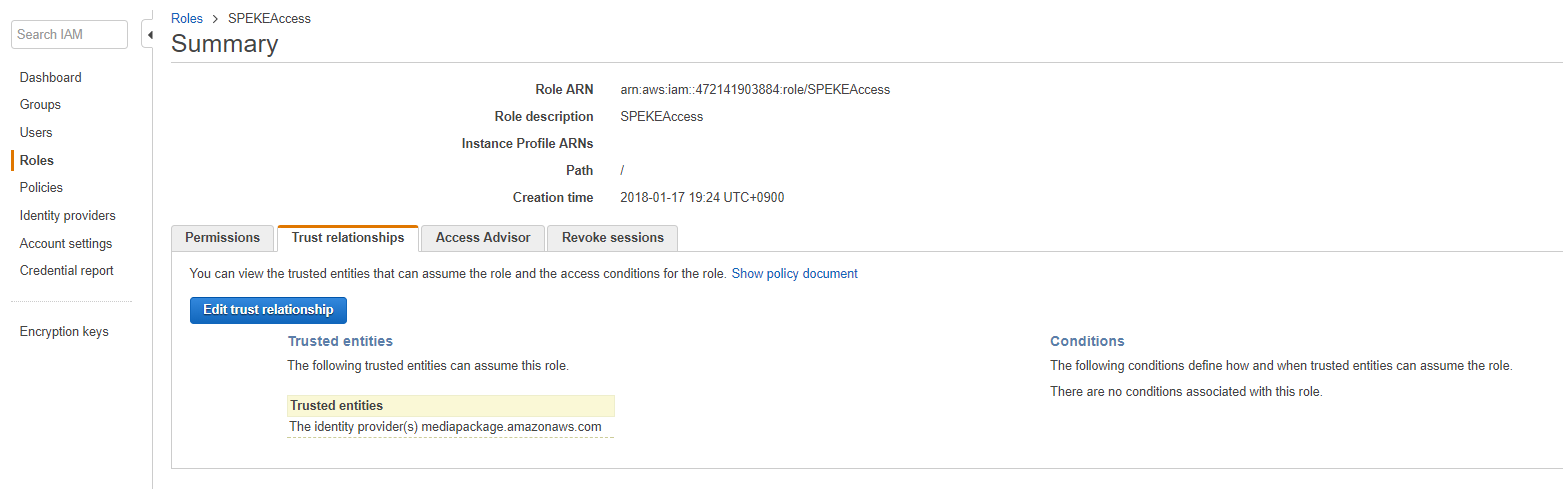 Search IAM
Dashboard
Groups
Users
Roles
Policies
Identity providers
Account settings
Credential report
Encryption keys
Roles > SPEKEAccess
Summary
Role ARN arn:aws:iam::472141903884:role/SPEKEAccess
Role description SPEKEAccess
Instance Profile ARNs
Path /
Creation time 2018-01-17 19:24 UTC+0900
Permissions Trust relationships Access Advisor Revoke sessions
You can view the trusted entities that can assume the role and the access conditions for the role. Show policy document
Edit trust relationship
Trusted entities
The following trusted entities can assume this role.
Trusted entities
The identity provider(s) mediapackage.amazonaws.com
Conditions
The following conditions define how and when trusted entities can assume the role.
There are no conditions associated with this role.